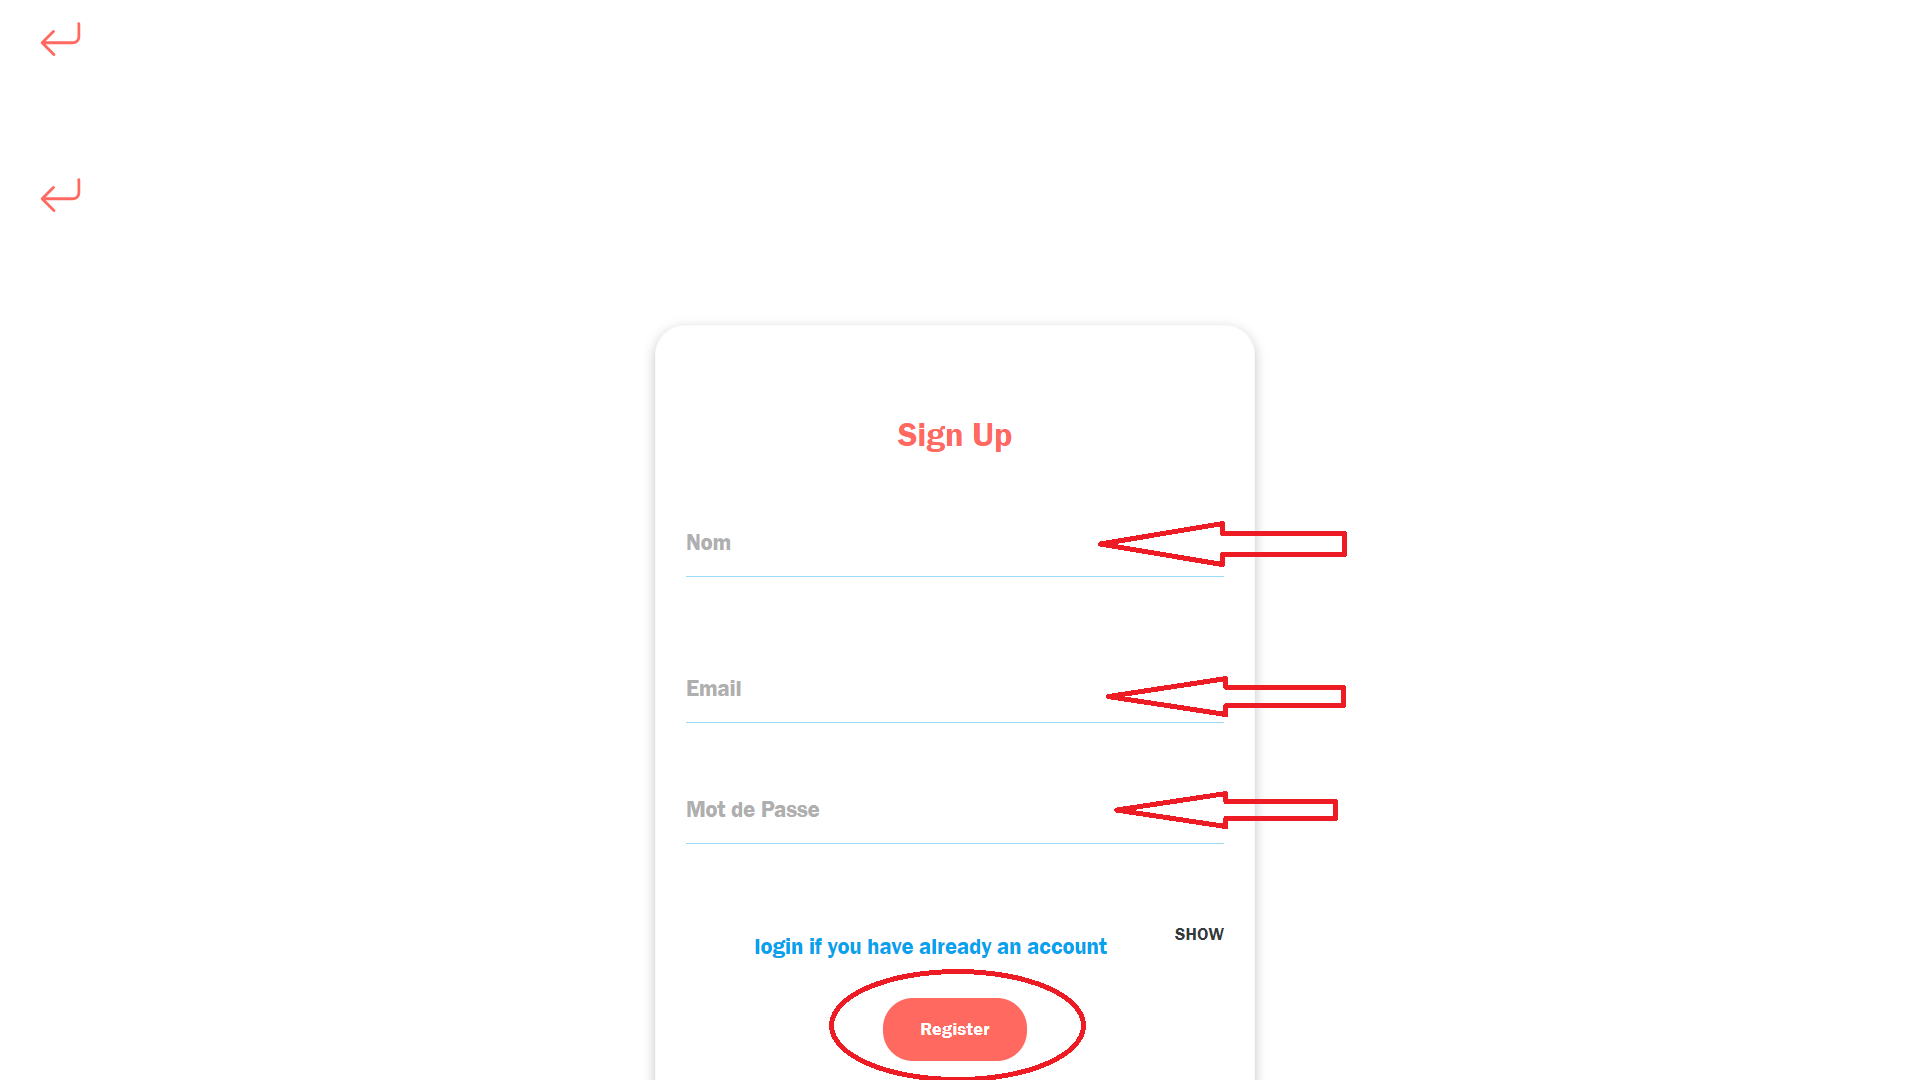 Sign Up
Nom
Email
Mot de Passe
SHOW
login if you have already an account
Register